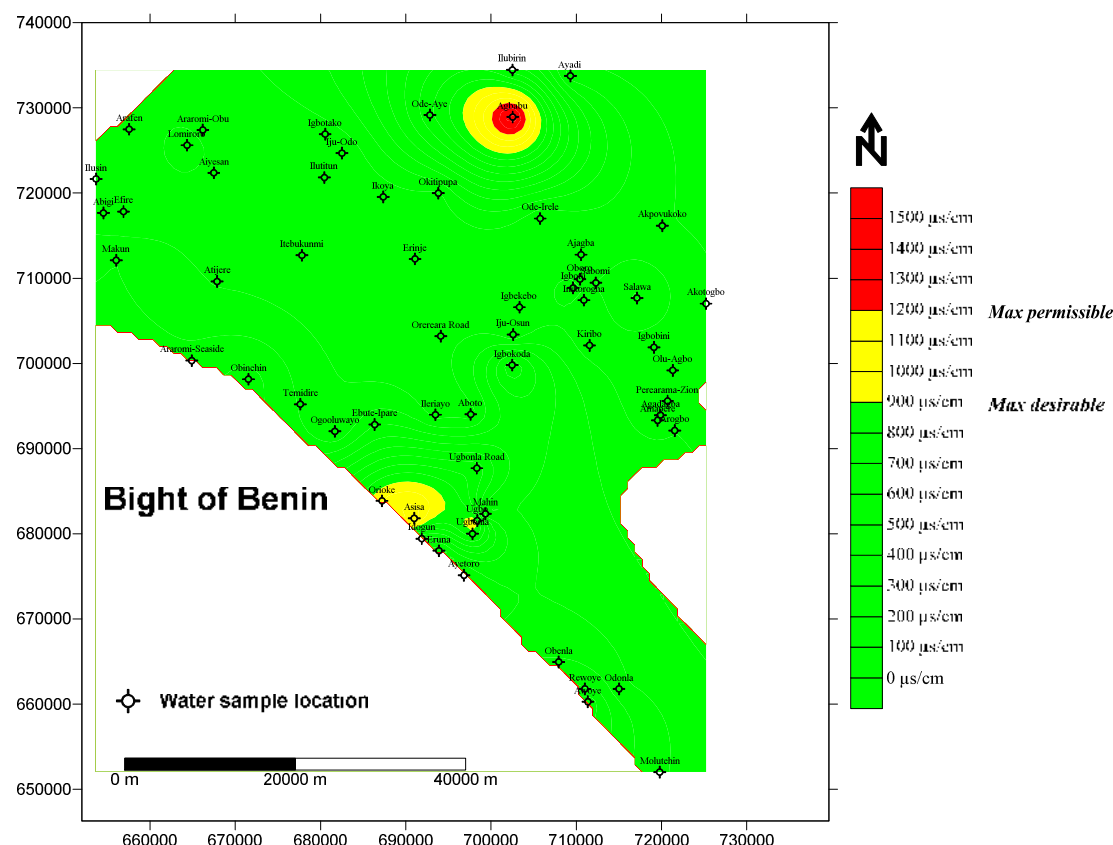 740000
730000
720000
710000
700000
690000
680000
670000
660000
650000
660000
670000
680000
690000
700000
710000
720000
730000
Ilubirin
Ayadi
Agbabu
Ode-Aye
Arafen
Araromi-Obu
Lomiroro
Igbotako
Iju-Odo
Ilusin
Aiyesan
Ilutitun
Ikoya
Okitipupa
Abigi
Efire
Ode-Irele
Akpovukoko
Makun
Itebukunmi
Erinje
Ajagba
Atijere
Salawa
Akotogbo
Igbekebo
Orereara Road
Iju-Osun
Kiribo
Igbobini
Araromi-Seaside
Igbokoda
Olu-Agbo
Obinehin
Temidire
Perearama-Zion
Ogooluwayo
Ebute-Ipare
Ileriayo
Aboto
Arogbo
Ugbonla Road
Bight of Benin
Orioke
Asisa
Mahin
Ugbo
Idogun
Eruna
Ayetoro
Obenla
Rewoye
Odonla
Molutehin
Water sample location
0 m
20000 m
40000 m
N
1500 µs/cm
1400 µs/cm
1300 µs/cm
1200 µs/cm
Max permissible
1100 µs/cm
1000 µs/cm
900 µs/cm
Max desirable
800 µs/cm
700 µs/cm
600 µs/cm
500 µs/cm
400 µs/cm
300 µs/cm
200 µs/cm
100 µs/cm
0 µs/cm